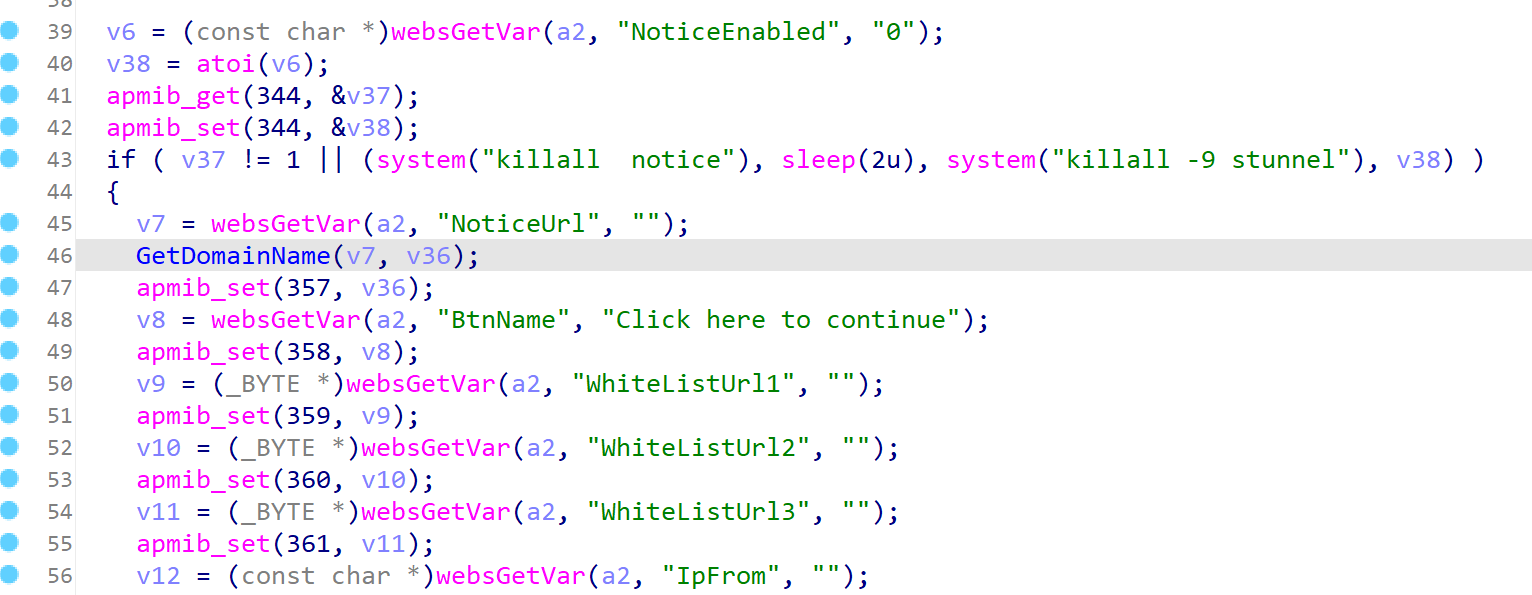 38
39 v6 = (const char *)websGetVar(a2, "NoticeEnabled", "0");
40 v38 = atoi(v6);
41 apmib_get(344, &v37);
42 apmib_set(344, &v38);
43 if ( v37 != 1 || (system("killall  notice"), sleep(2u), system("killall -9 stunnel"), v38) )
44 {
45 v7 = websGetVar(a2, "NoticeUrl", "");
46 GetDomainName(v7, v36);
47 apmib_set(357, v36);
48 v8 = websGetVar(a2, "BtnName", "Click here to continue");
49 apmib_set(358, v8);
50 v9 = (_BYTE *)websGetVar(a2, "WhiteListUrl1", "");
51 apmib_set(359, v9);
52 v10 = (_BYTE *)websGetVar(a2, "WhiteListUrl2", "");
53 apmib_set(360, v10);
54 v11 = (_BYTE *)websGetVar(a2, "WhiteListUrl3", "");
55 apmib_set(361, v11);
56 v12 = (const char *)websGetVar(a2, "IpFrom", "");